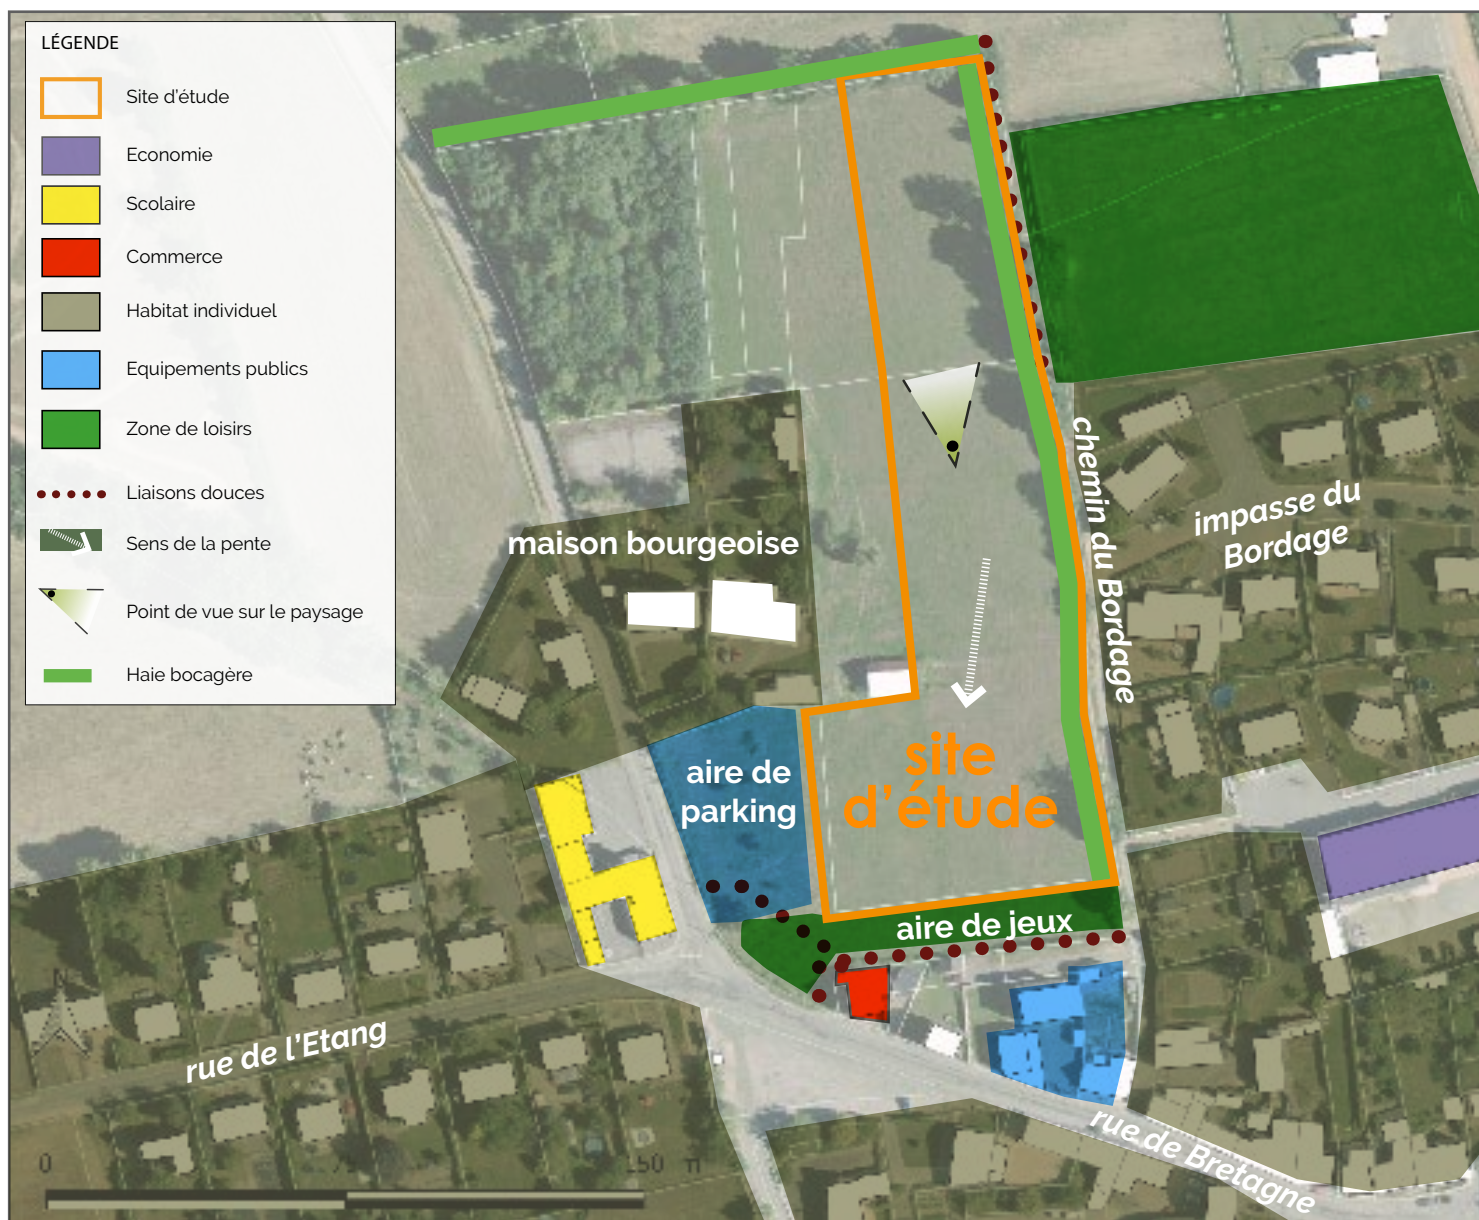 LÉGENDE
Site d'étude
Economie
Scolaire
Commerce
Habitat individuel
Equipements publics
Zone de loisirs
Liaisons douces
Sens de la pente
Point de vue sur le paysage
Haie bocagère
chemin du Bordage
impasse du
Bordage
maison bourgeoise
site
d'étude
aire de
parking
aire de jeux
rue de l'Etang
rue de Bretagne
0